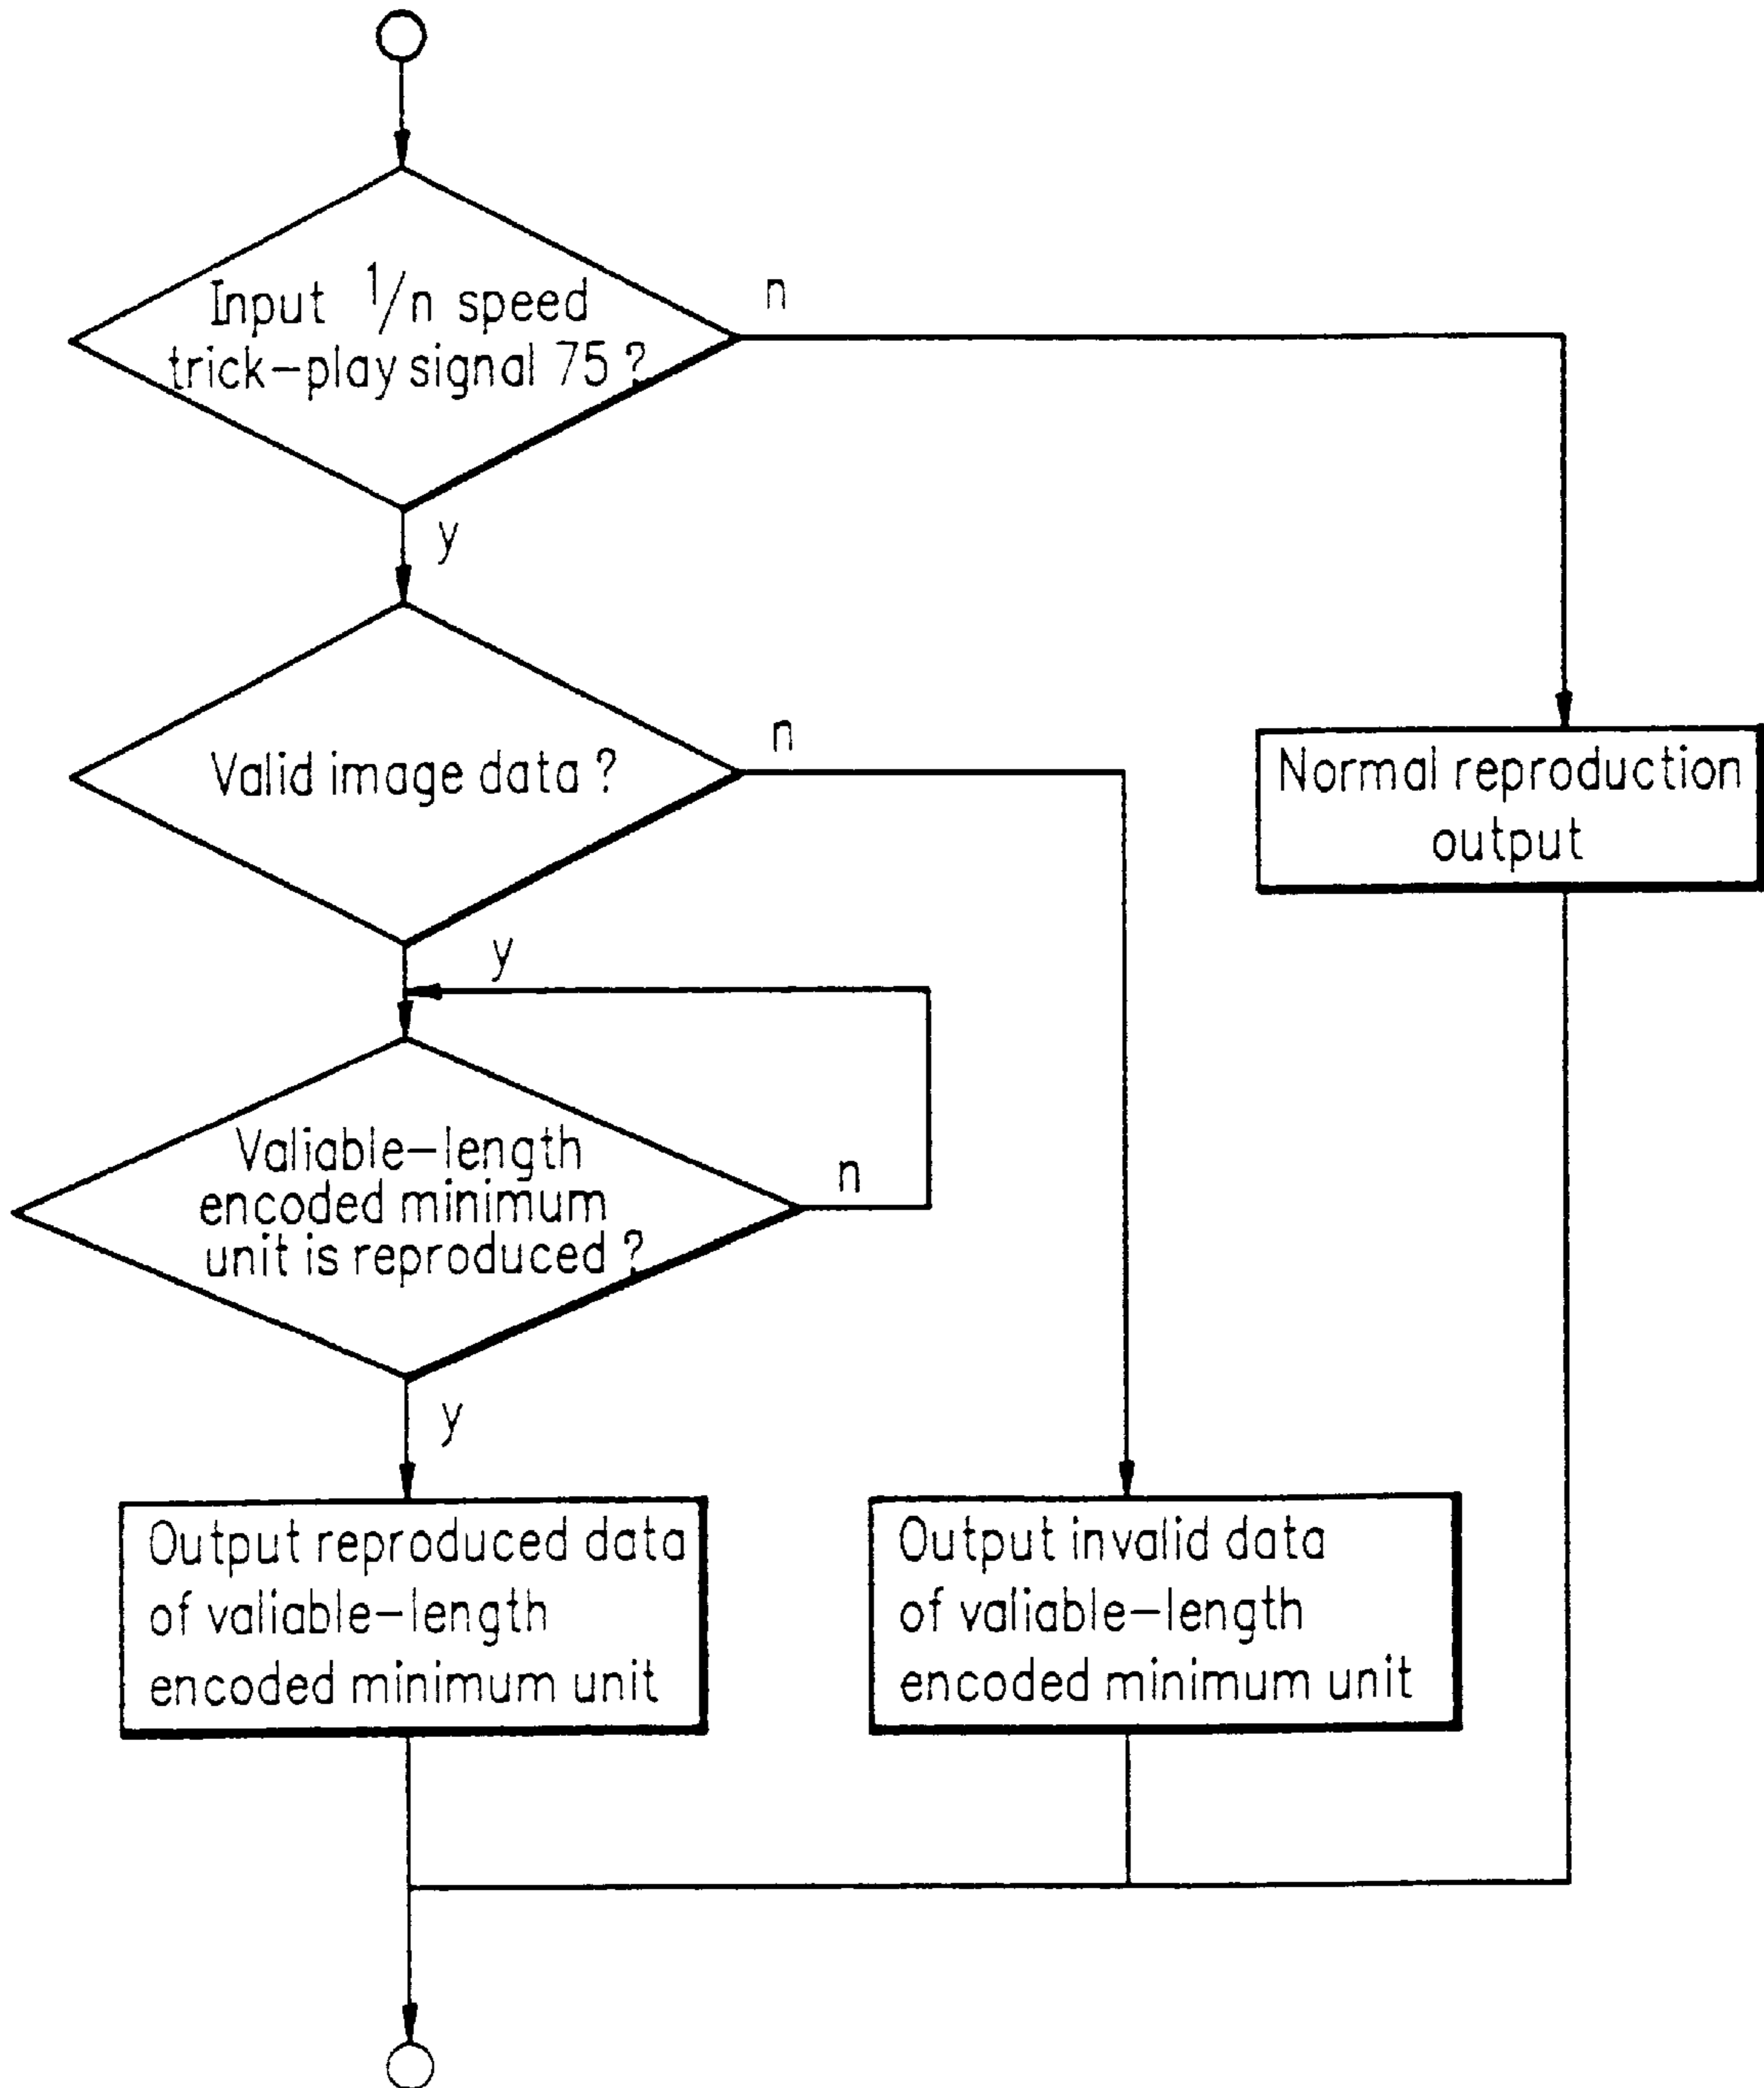 Input 1/n speed
trick-play signal 75 ?
n
y
Valid image data ?
n
Normal reproduction
output
y
Valiable-length
encoded minimum
unit is reproduced ?
n
y
Output reproduced data
of valiable-length
encoded minimum unit
Output invalid data
of valiable-length
encoded minimum unit